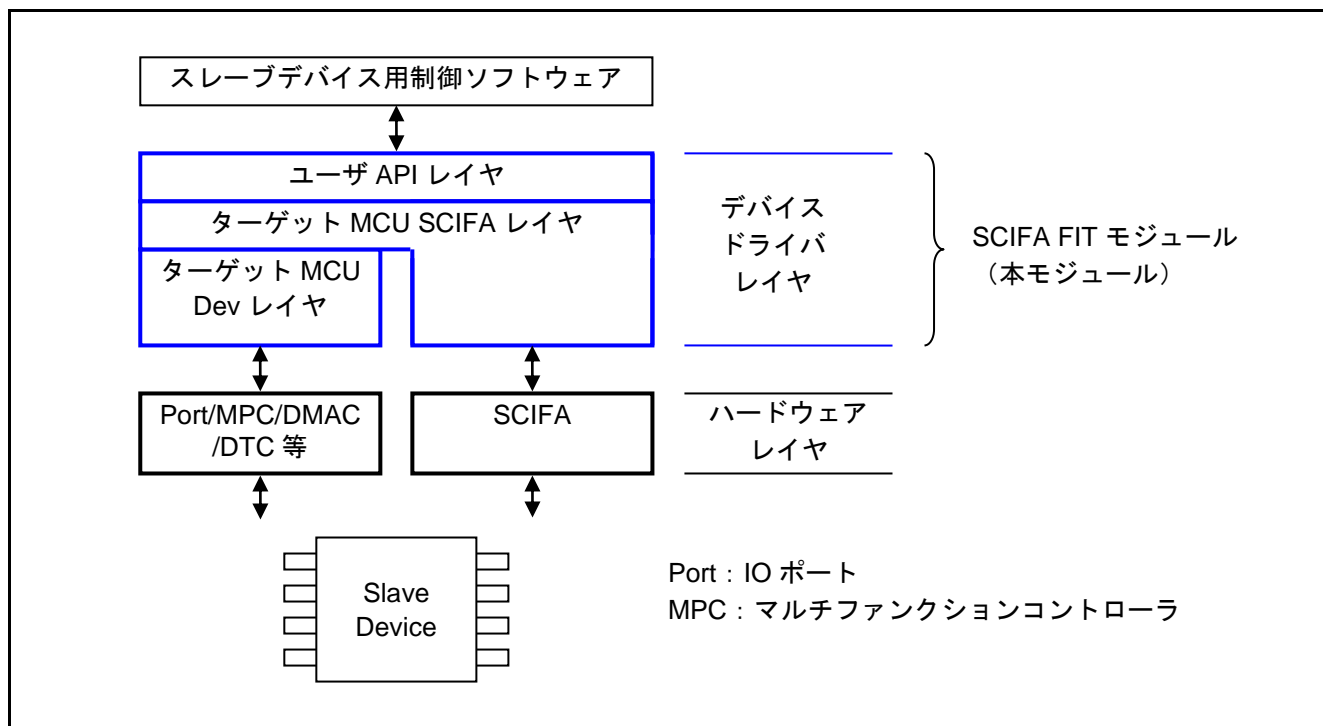 スレーブデバイス用制御ソフトウェア
ユーザ API レイヤ
ターゲット MCU SCIFA レイヤ
ターゲット MCU
Dev レイヤ
デバイス
ドライバ
レイヤ
SCIFA FIT モジュール
（本モジュール）
Port/MPC/DMAC
/DTC 等
SCIFA
ハードウェア
レイヤ
Slave
Device
Port：IO ポート
MPC：マルチファンクションコントローラ